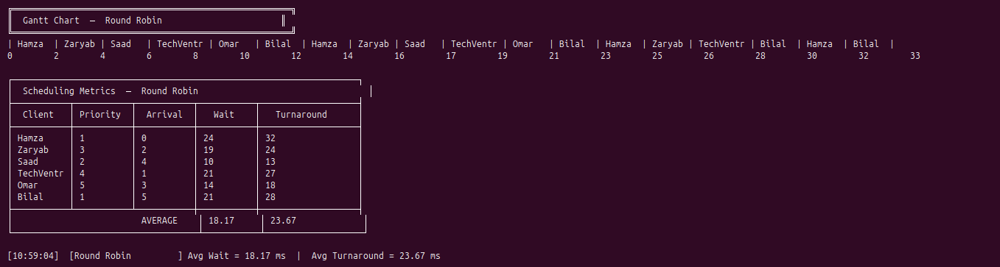 Gantt Chart — Round Robin
| Hamza | Zaryab | Saad | TechVentr | Omar | Bilal | Hamza | Zaryab | Saad | TechVentr | Omar | Bilal | Hamza | Zaryab | TechVentr | Bilal | Hamza | Bilal |
0 2 4 6 8 10 12 14 16 17 19 21 23 25 26 28 30 32 33
Scheduling Metrics — Round Robin
Client Priority Arrival Wait Turnaround
Hamza 1 0 24 32
Zaryab 3 2 19 24
Saad 2 4 10 13
TechVentr 4 1 21 27
Omar 5 3 14 18
Bilal 1 5 21 28
AVERAGE 18.17 23.67
[10:59:04] [Round Robin ] Avg Wait = 18.17 ms | Avg Turnaround = 23.67 ms